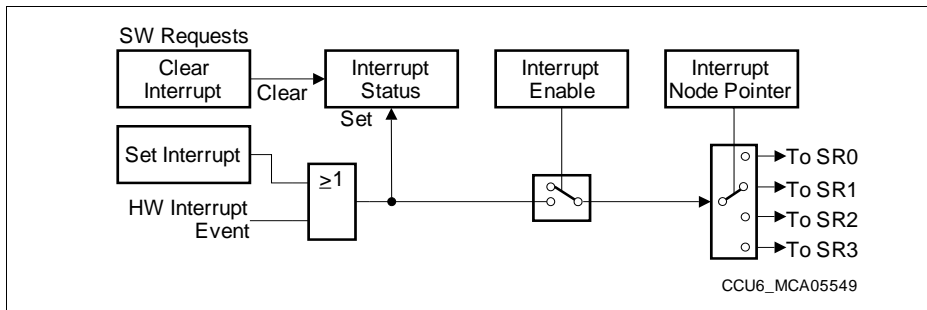 SW Requests
Clear
Interrupt
Clear
Interrupt
Status
Set
Interrupt
Enable
Interrupt
Node Pointer
Set Interrupt
≥1
HW Interrupt
Event
To SR0
To SR1
To SR2
To SR3
CCU6_MCA05549